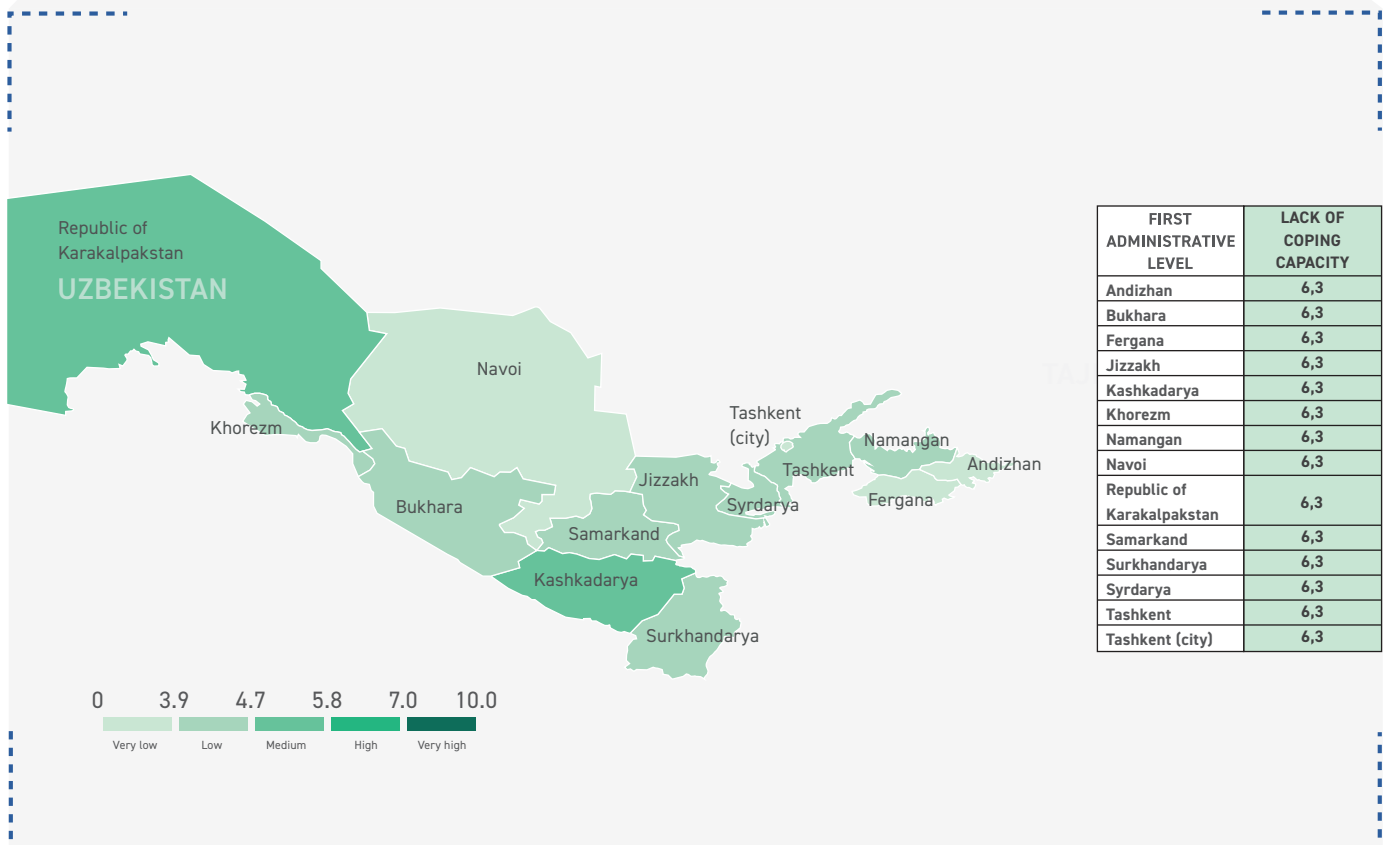 Republic of
Karakalpakstan
UZBEKISTAN
Navoi
Khorezm
Bukhara
Samarkand
Kashkadarya
Surkhandarya
Jizzakh
Syrdarya
Tashkent
(city)
Tashkent
Namangan
Andizhan
Fergana
TAJ
FIRST
ADMINISTRATIVE
LEVEL
LACK OF
COPING
CAPACITY
Andizhan 6,3
Bukhara 6,3
Fergana 6,3
Jizzakh 6,3
Kashkadarya 6,3
Khorezm 6,3
Namangan 6,3
Navoi 6,3
Republic of
Karakalpakstan 6,3
Samarkand 6,3
Surkhandarya 6,3
Syrdarya 6,3
Tashkent 6,3
Tashkent (city) 6,3
0 3.9 4.7 5.8 7.0 10.0
Very low Low Medium High Very high